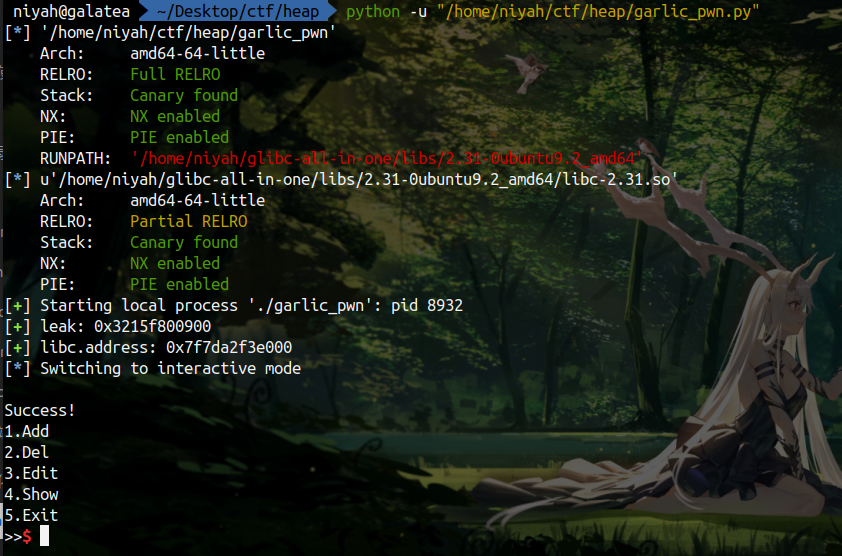 niyah@galatea ~/Desktop/ctf/heap python -u "/home/niyah/ctf/heap/garlic_pwn.py"
[*] '/home/niyah/ctf/heap/garlic_pwn'
    Arch:     amd64-64-little
    RELRO:    Full RELRO
    Stack:    Canary found
    NX:       NX enabled
    PIE:      PIE enabled
    RUNPATH:  '/home/niyah/glibc-all-in-one/libs/2.31-0ubuntu9.2_amd64'
[*] u'/home/niyah/glibc-all-in-one/libs/2.31-0ubuntu9.2_amd64/libc-2.31.so'
    Arch:     amd64-64-little
    RELRO:    Partial RELRO
    Stack:    Canary found
    NX:       NX enabled
    PIE:      PIE enabled
[+] Starting local process './garlic_pwn': pid 8932
[+] leak: 0x3215f800900
[+] libc.address: 0x7f7da2f3e000
[*] Switching to interactive mode
Success!
1.Add
2.Del
3.Edit
4.Show
5.Exit
>>$